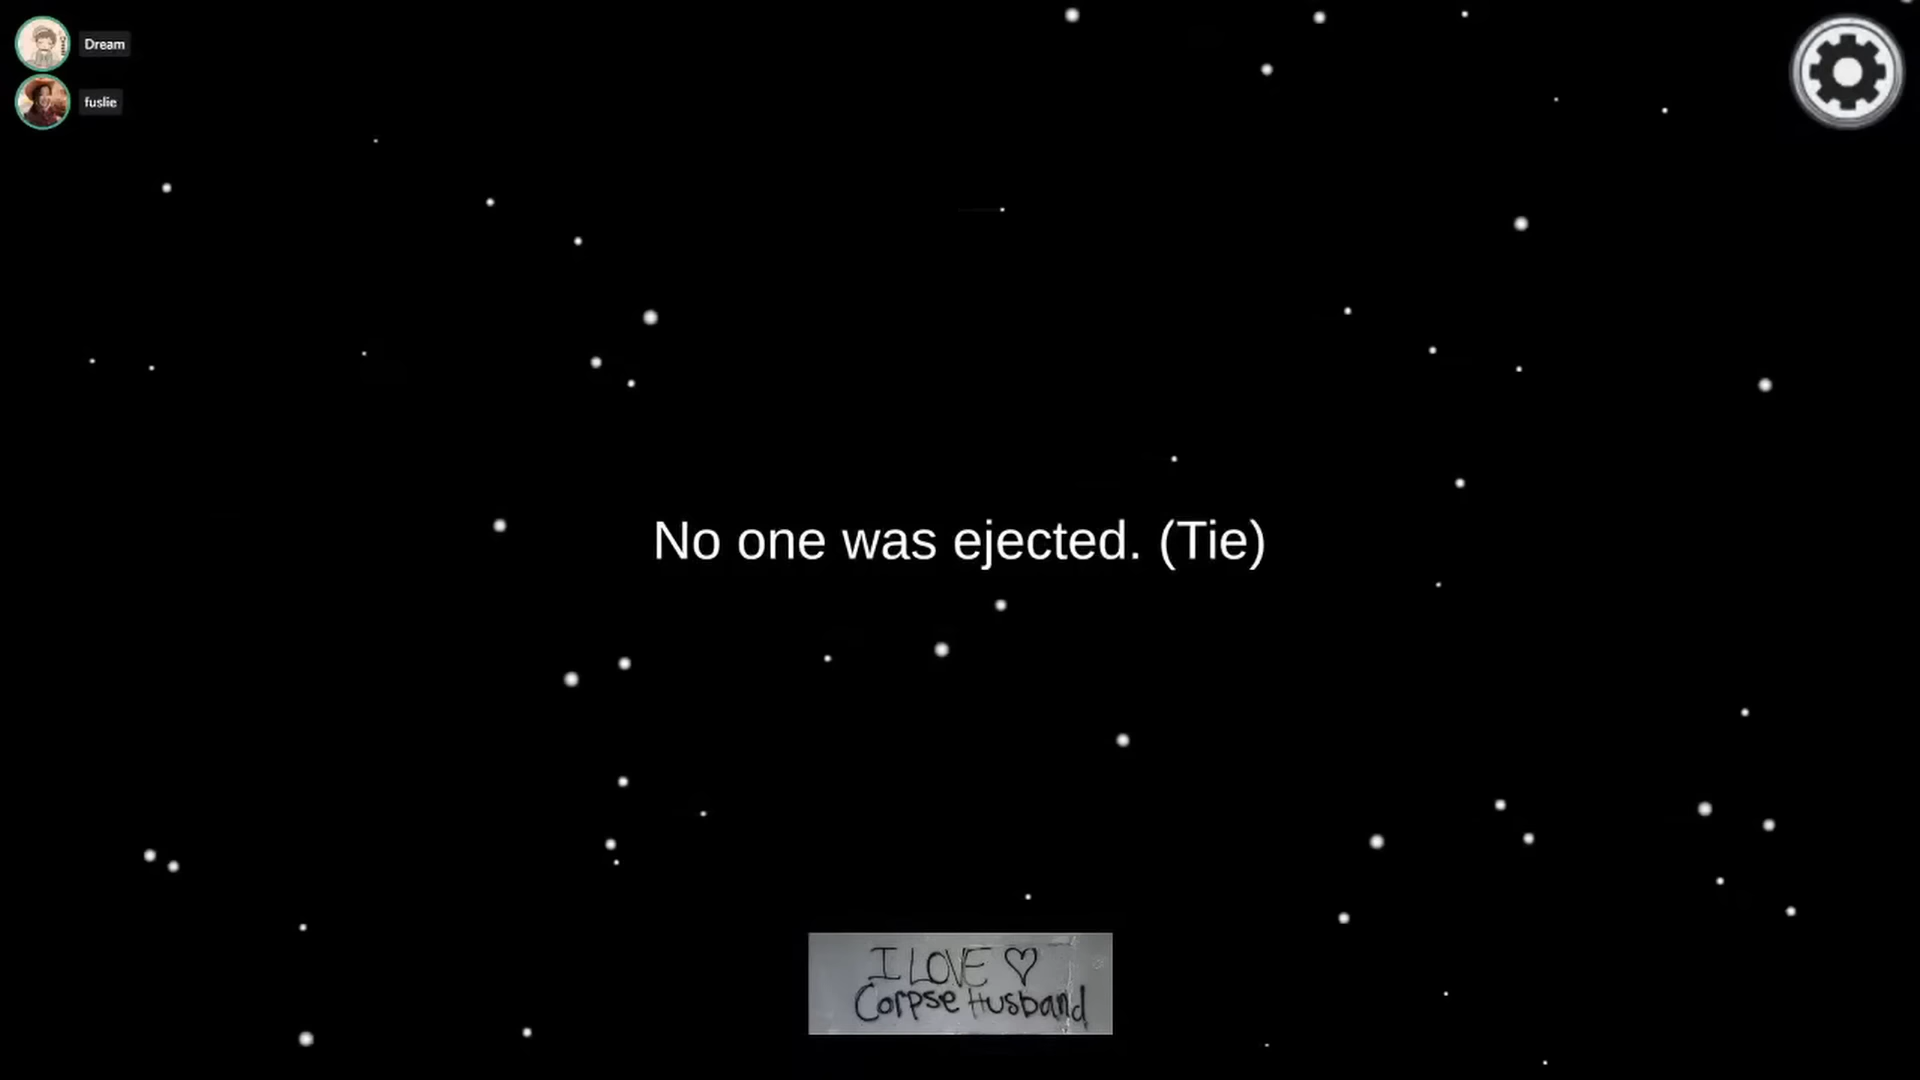 Dream
fuslie
No one was ejected. (Tie)
I LOVE ♡
Corpse Husband